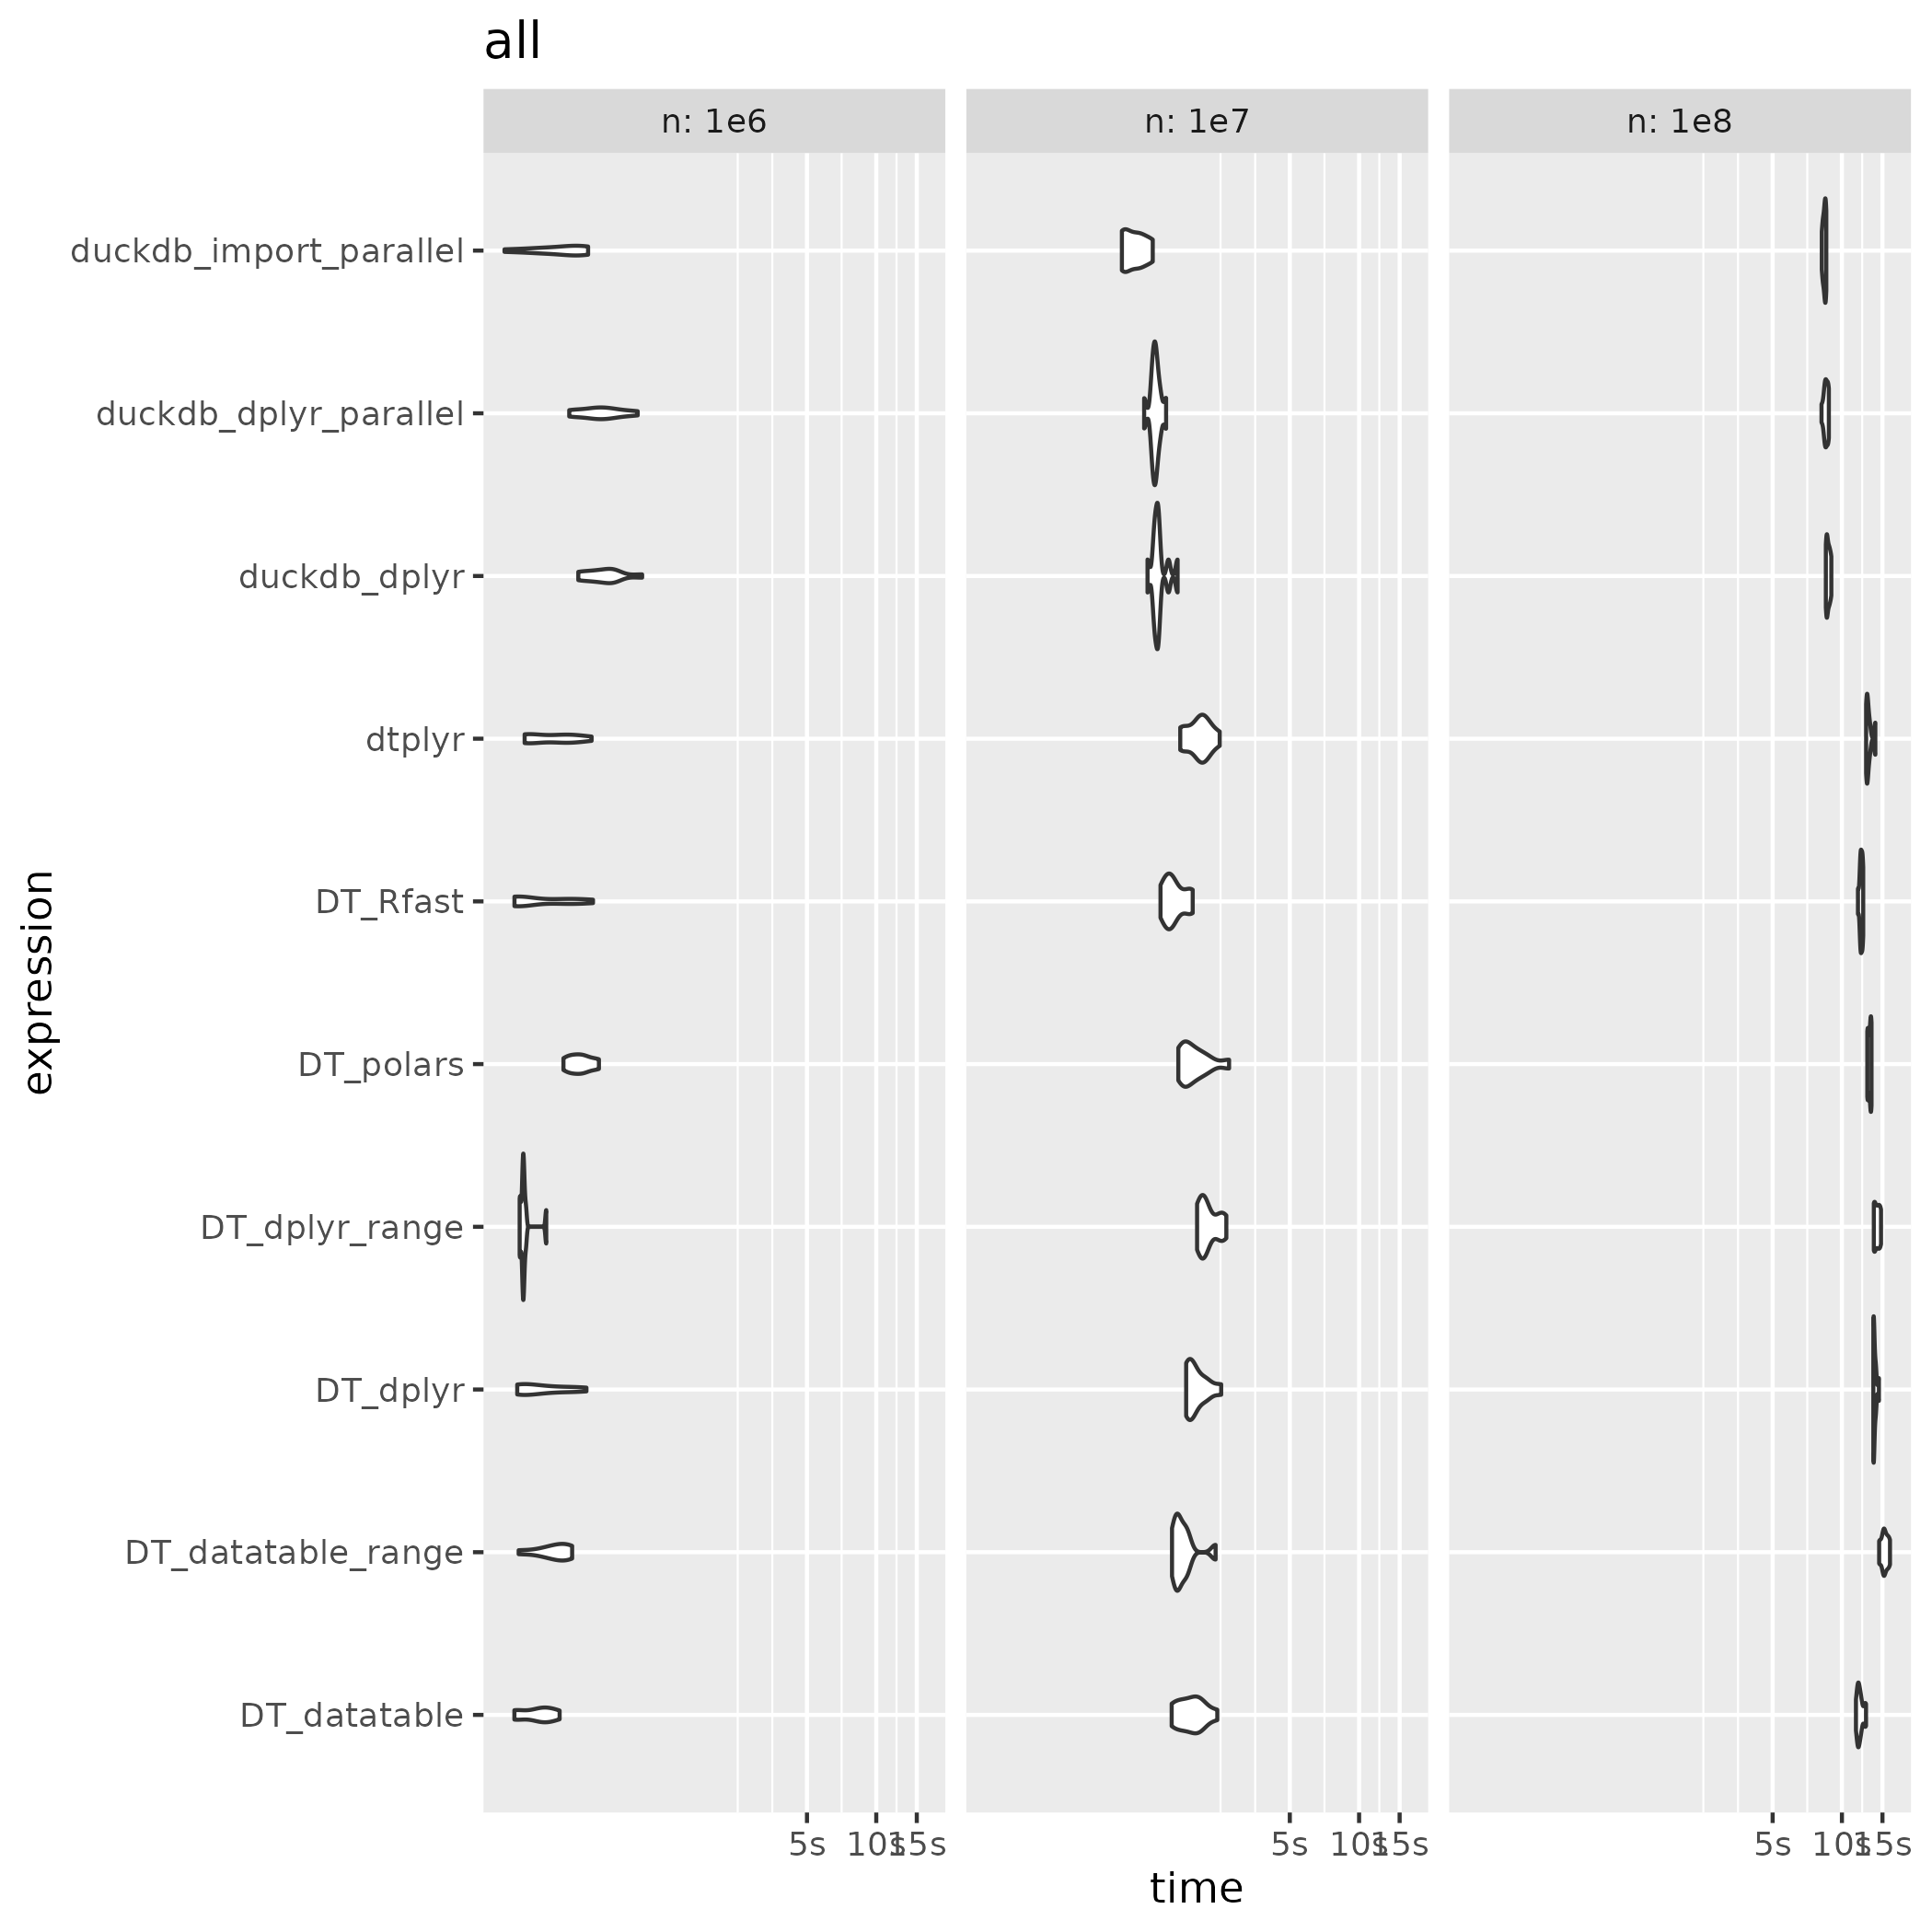 all
n: 1e6 n: 1e7 n: 1e8
duckdb_import_parallel
duckdb_dplyr_parallel
duckdb_dplyr
dtplyr
DT_Rfast
DT_polars
DT_dplyr_range
DT_dplyr
DT_datatable_range
DT_datatable
expression
5s 10s 15s 5s 10s 15s 5s 10s 15s
time